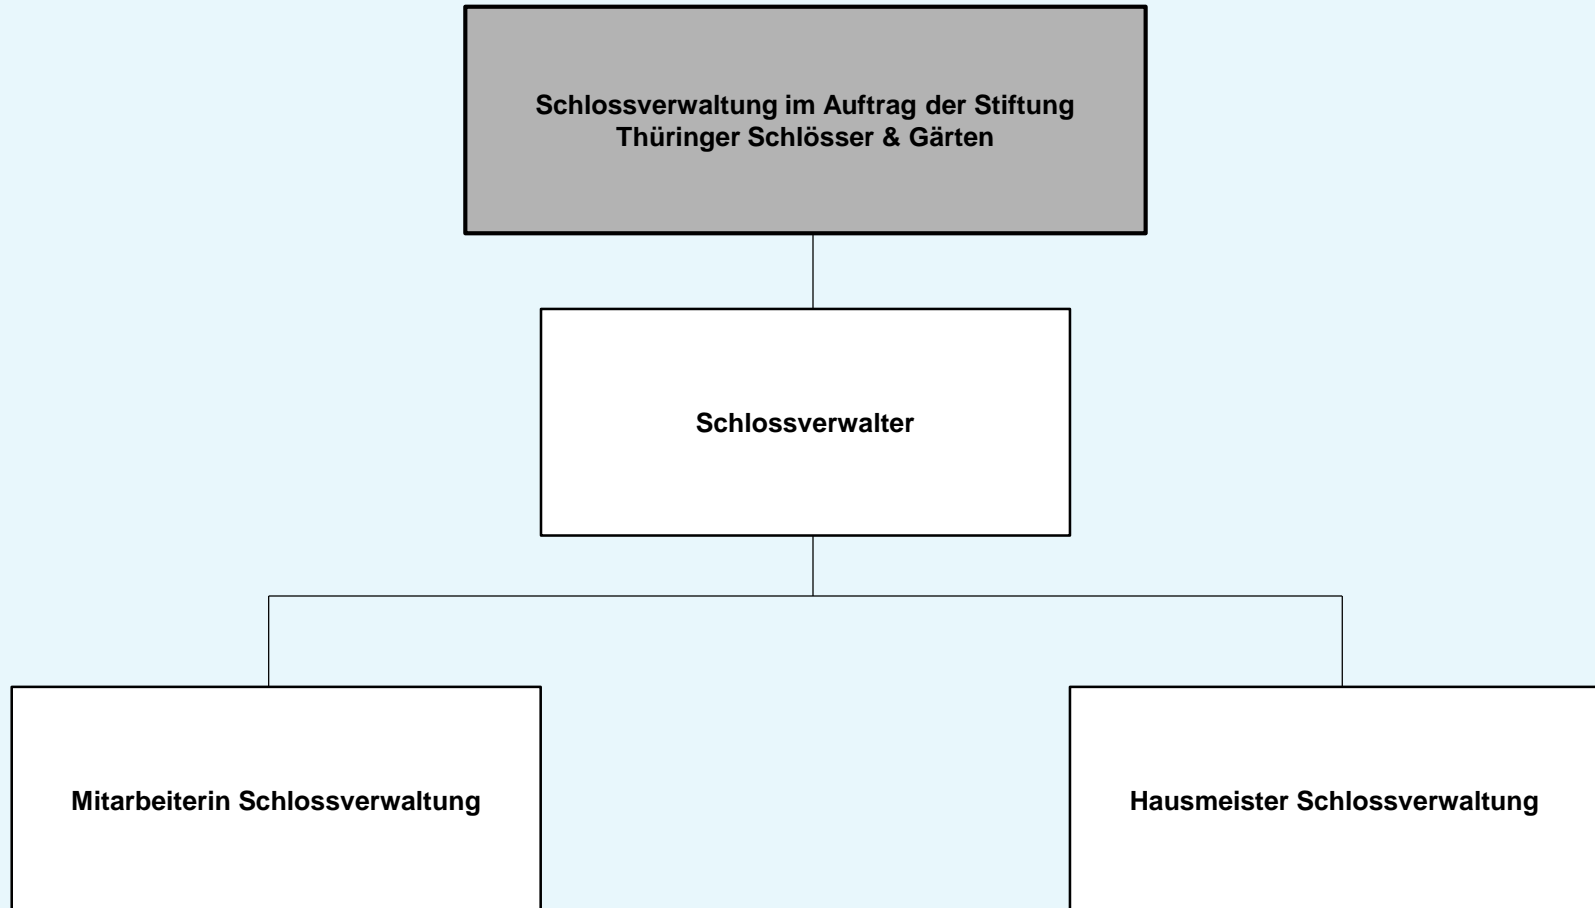 Schlossverwaltung im Auftrag der Stiftung
Thüringer Schlösser & Gärten
Schlossverwalter
Mitarbeiterin Schlossverwaltung
Hausmeister Schlossverwaltung